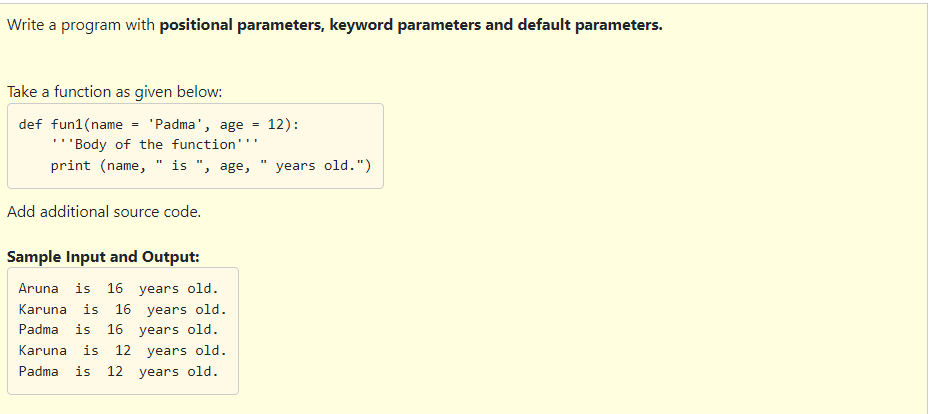 Write a program with positional parameters, keyword parameters and default parameters.
Take a function as given below:
def fun1(name = 'Padma', age = 12):
    '''Body of the function'''
    print (name, " is ", age, " years old.")
Add additional source code.
Sample Input and Output:
Aruna  is  16  years old.
Karuna  is  16  years old.
Padma  is  16  years old.
Karuna  is  12  years old.
Padma  is  12  years old.